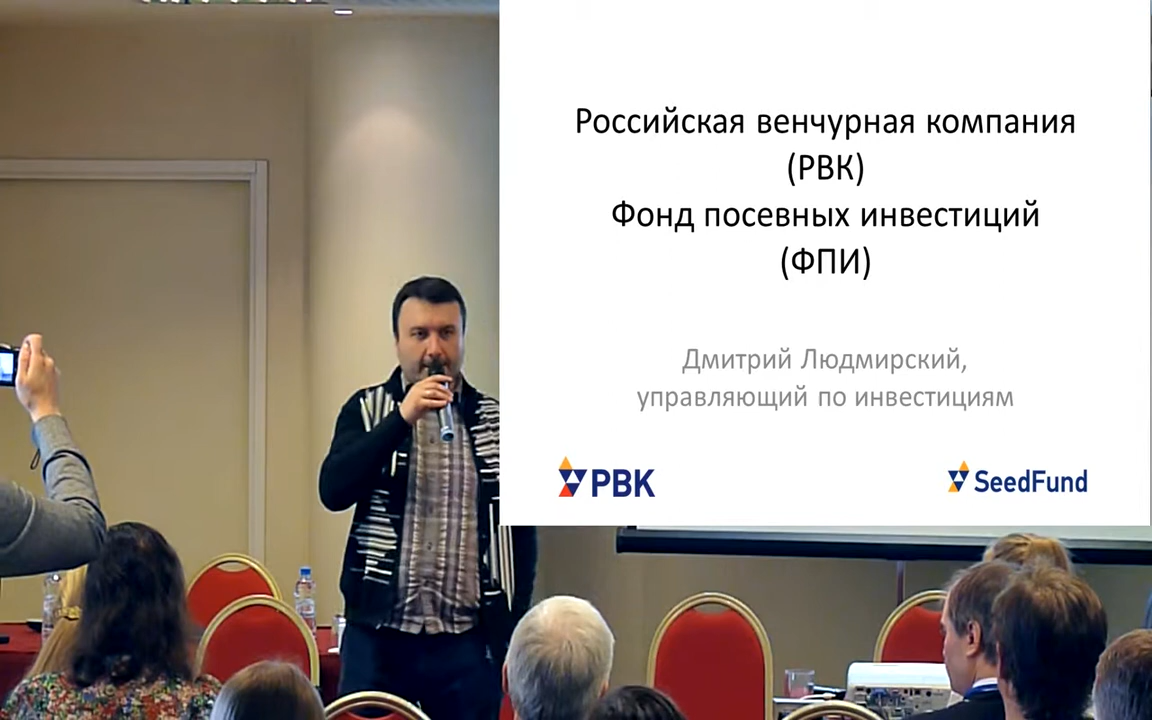 Российская венчурная компания
(РВК)
Фонд посевных инвестиций
(ФПИ)
Дмитрий Людмирский,
управляющий по инвестициям
РВК
SeedFund